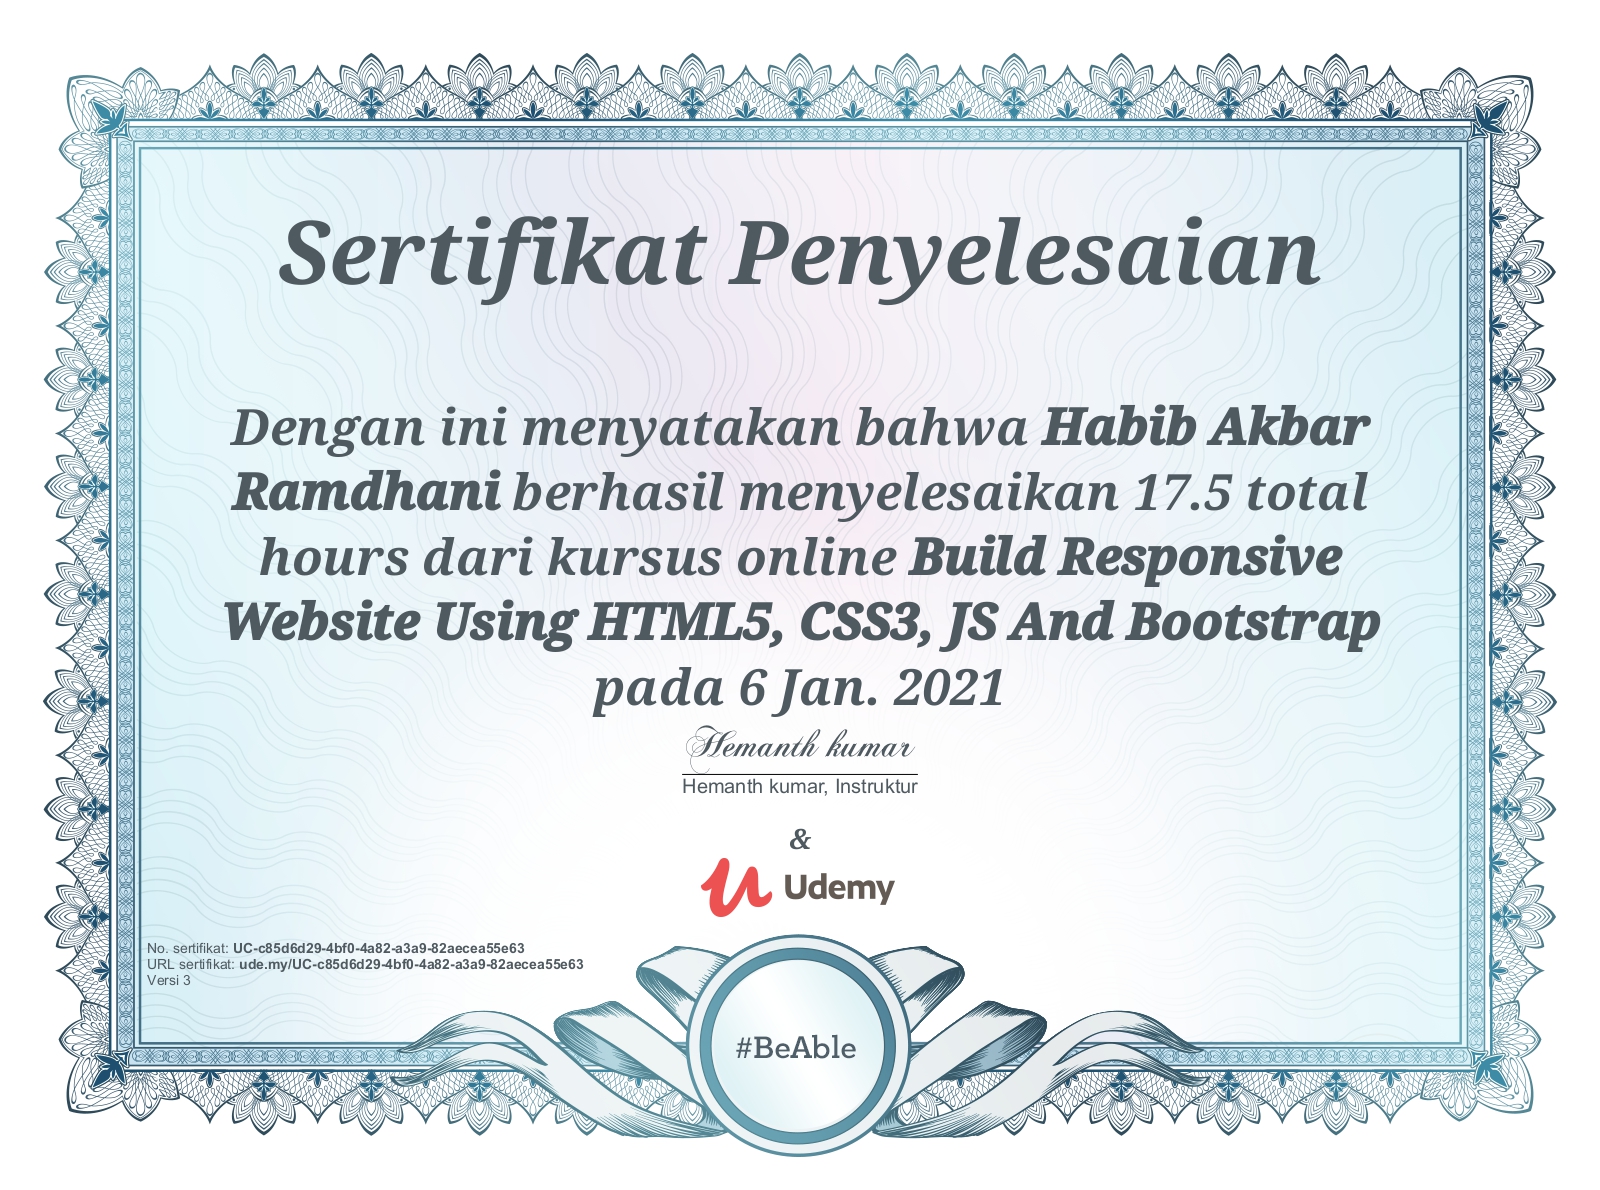 Sertifikat Penyelesaian
Dengan ini menyatakan bahwa Habib Akbar
Ramdhani berhasil menyelesaikan 17.5 total
hours dari kursus online Build Responsive
Website Using HTML5, CSS3, JS And Bootstrap
pada 6 Jan. 2021
Hemanth kumar
Hemanth kumar, Instruktur
&
Udemy
No. sertifikat: UC-c85d6d29-4bf0-4a82-a3a9-82aecea55e63
URL sertifikat: ude.my/UC-c85d6d29-4bf0-4a82-a3a9-82aecea55e63
Versi 3
#BeAble